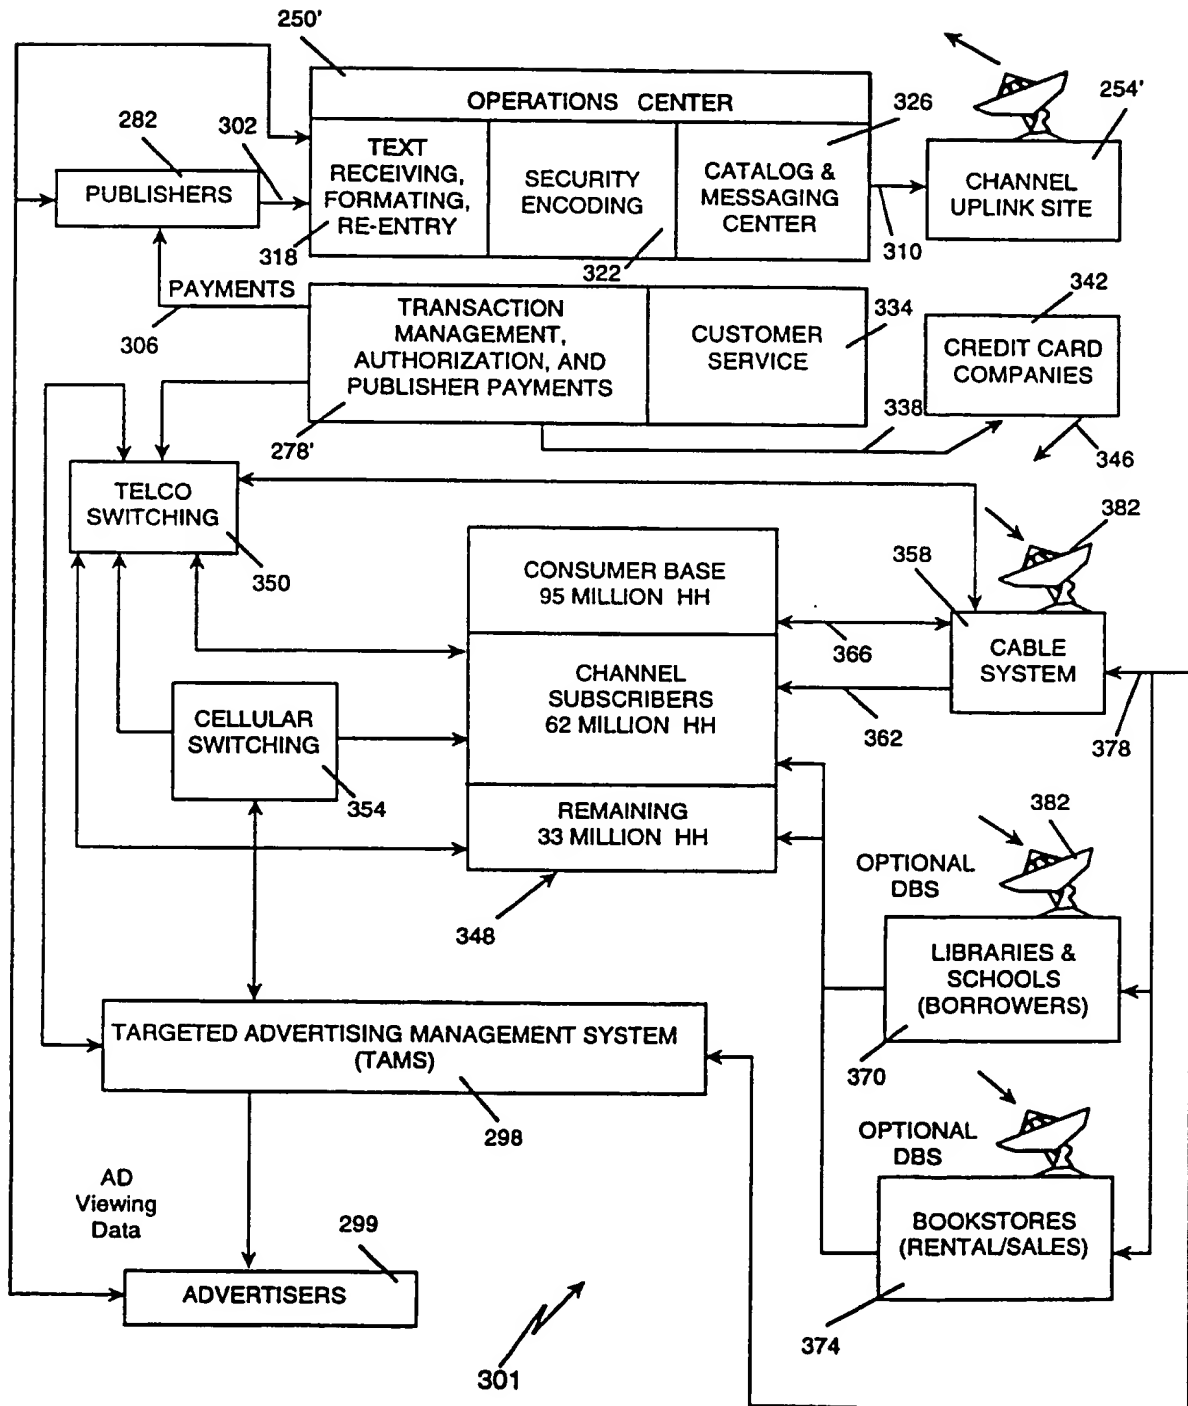 250'
OPERATIONS CENTER
326
254'
282
302
TEXT
RECEIVING,
FORMATING,
RE-ENTRY
SECURITY
ENCODING
CATALOG &
MESSAGING
CENTER
CHANNEL
UPLINK SITE
PUBLISHERS
318
322
310
PAYMENTS
306
TRANSACTION
MANAGEMENT,
AUTHORIZATION, AND
PUBLISHER PAYMENTS
CUSTOMER
SERVICE
334
342
CREDIT CARD
COMPANIES
278'
338
346
TELCO
SWITCHING
350
382
358
CONSUMER BASE
95 MILLION HH
366
CABLE
SYSTEM
CHANNEL
SUBSCRIBERS
62 MILLION HH
362
378
CELLULAR
SWITCHING
354
REMAINING
33 MILLION HH
382
OPTIONAL
DBS
348
LIBRARIES &
SCHOOLS
(BORROWERS)
370
TARGETED ADVERTISING MANAGEMENT SYSTEM
(TAMS)
298
OPTIONAL
DBS
AD
Viewing
Data
299
BOOKSTORES
(RENTAL/SALES)
ADVERTISERS
374
301